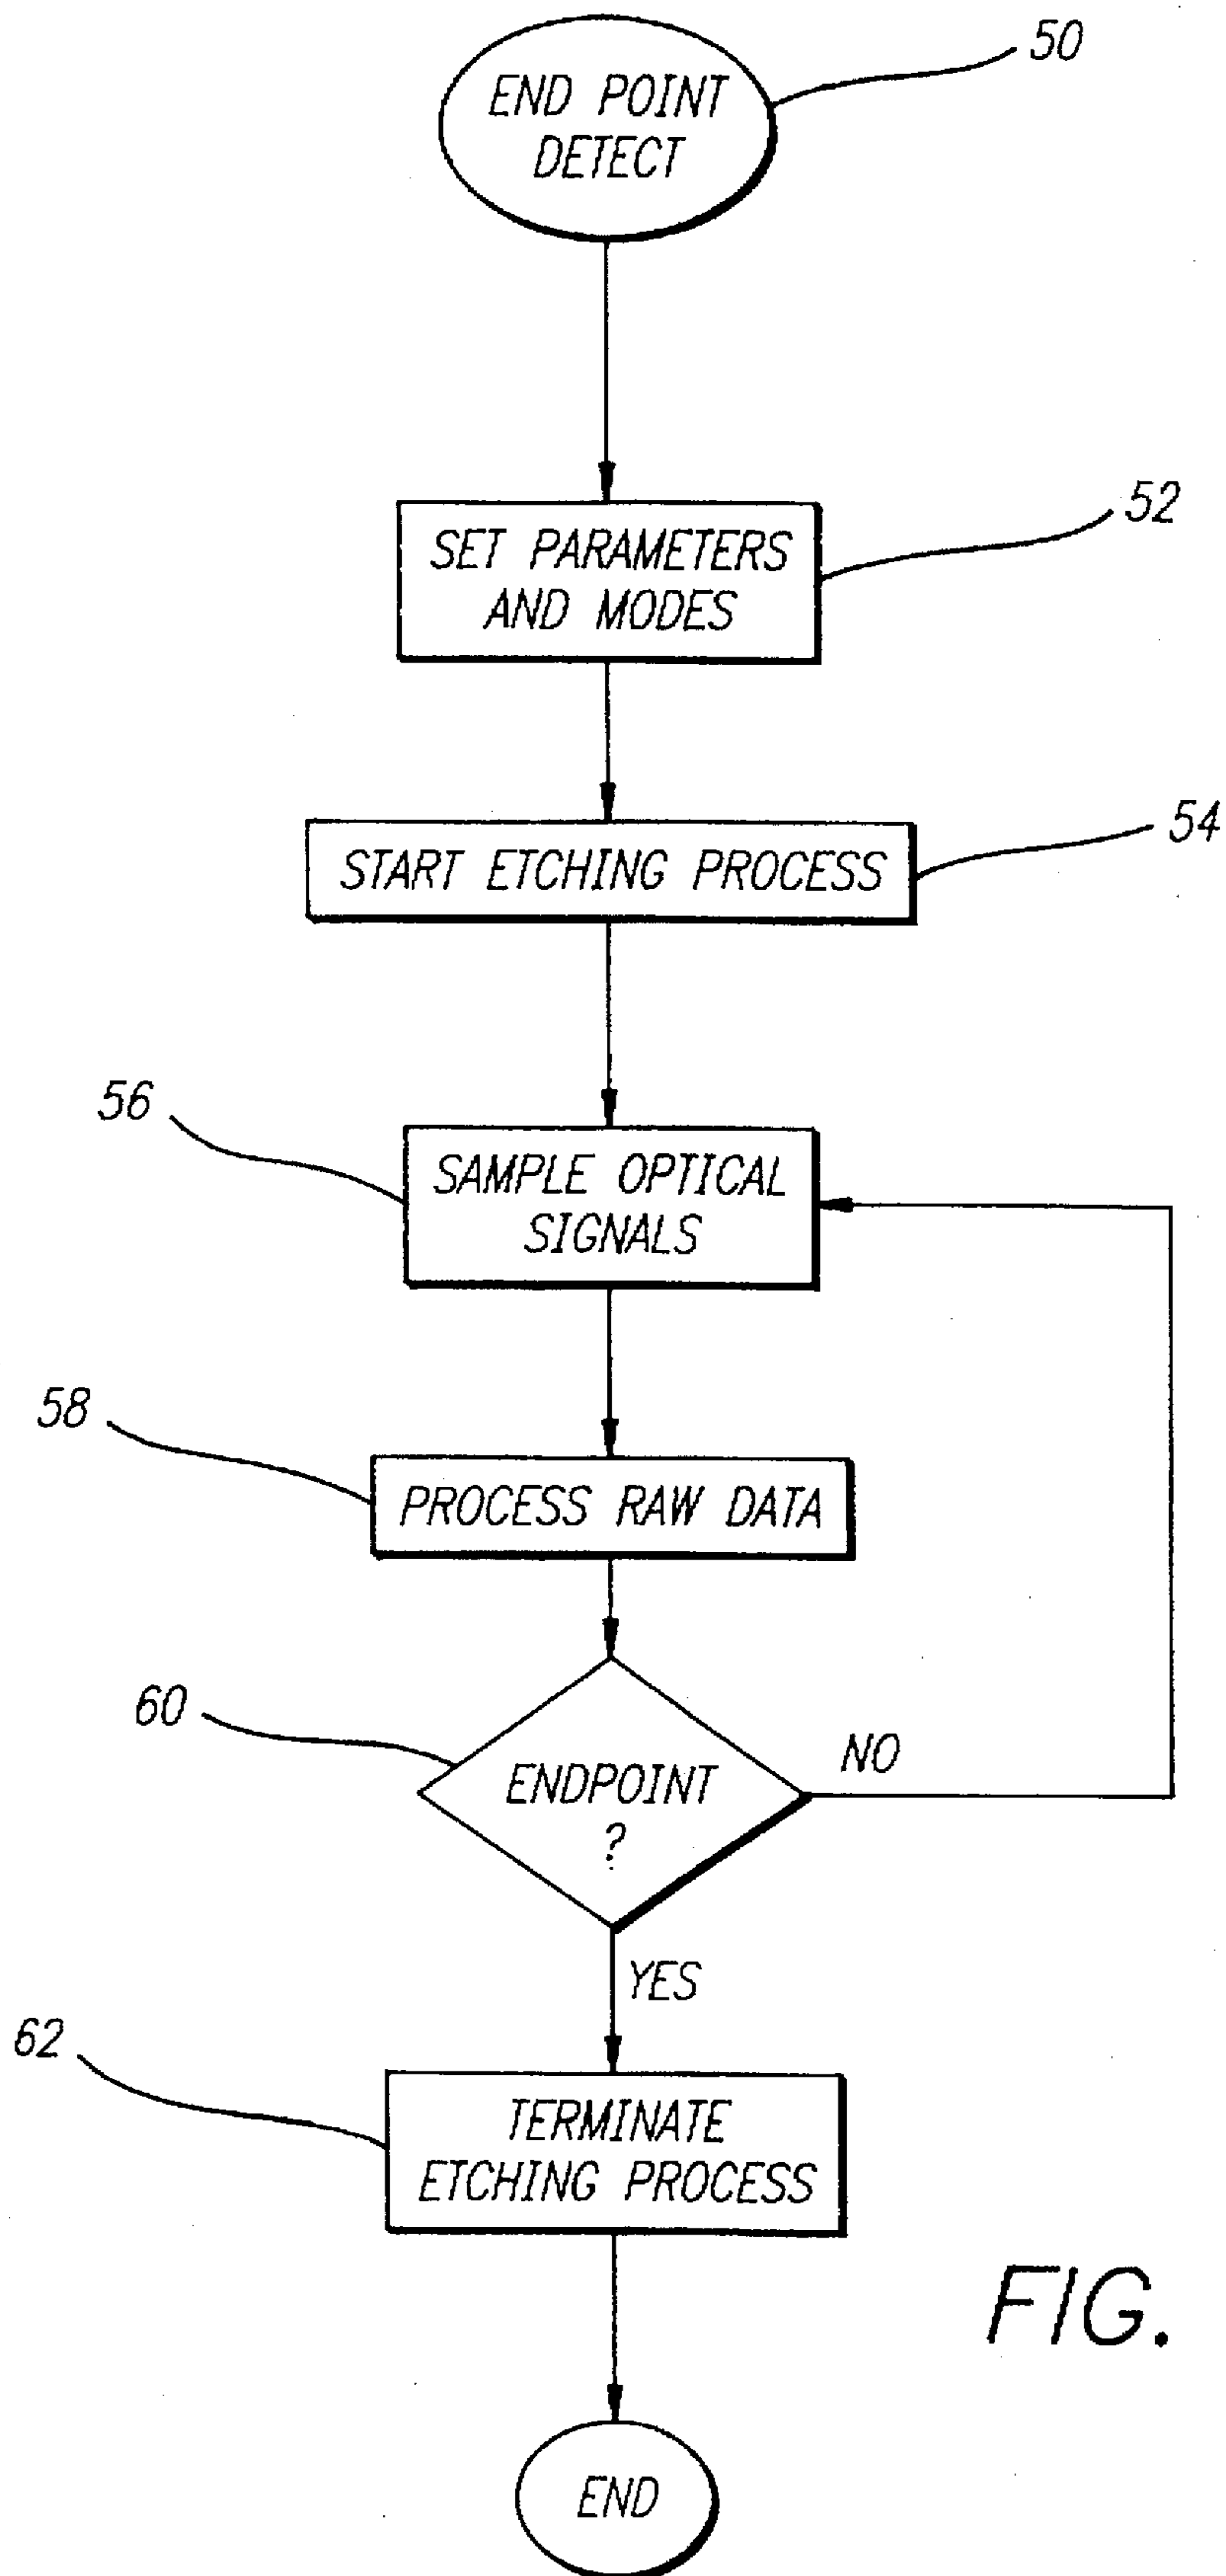 50
END POINT
DETECT
52
SET PARAMETERS
AND MODES
54
START ETCHING PROCESS
56
SAMPLE OPTICAL
SIGNALS
58
PROCESS RAW DATA
60
ENDPOINT
?
NO
YES
62
TERMINATE
ETCHING PROCESS
FIG.
END